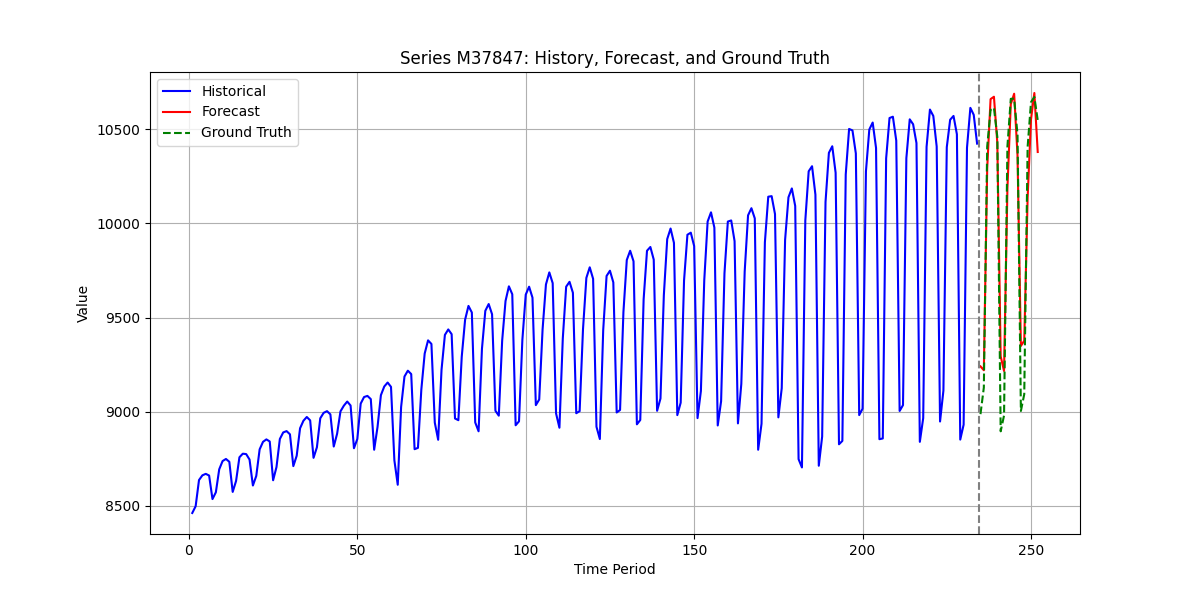 Series M37847: History, Forecast, and Ground Truth
Historical
Forecast
Ground Truth
10500
10000
9500
9000
8500
Value
0 50 100 150 200 250
Time Period